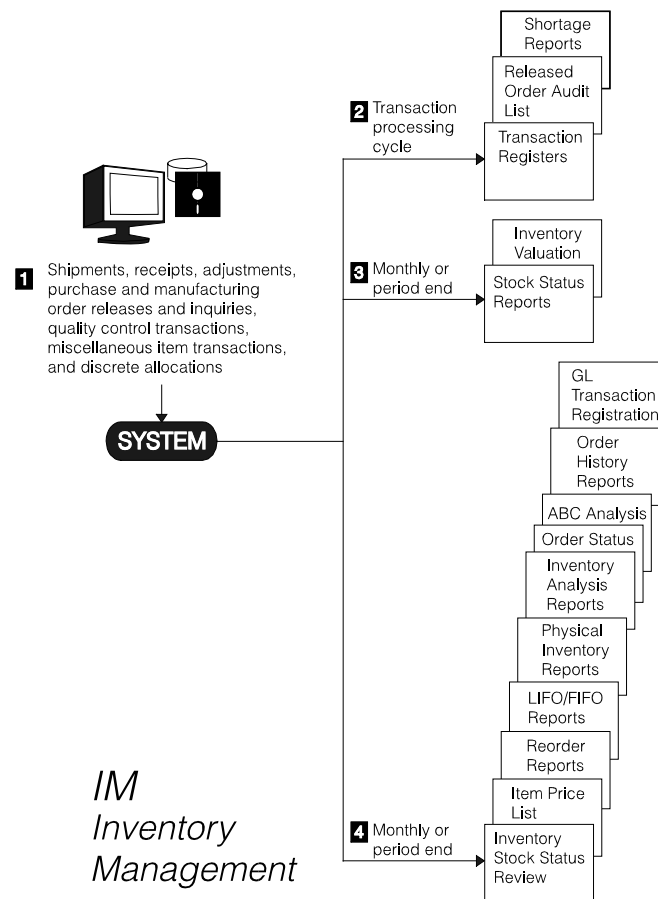 Shortage
Reports
Released
Order Audit
List
2 Transaction
processing
cycle
Transaction
Registers
1 Shipments, receipts, adjustments,
purchase and manufacturing
order releases and inquiries,
quality control transactions,
miscellaneous item transactions,
and discrete allocations
Inventory
Valuation
3 Monthly or
period end
Stock Status
Reports
SYSTEM
GL
Transaction
Registration
Order
History
Reports
ABC Analysis
Order Status
Inventory
Analysis
Reports
Physical
Inventory
Reports
LIFO/FIFO
Reports
Reorder
Reports
Item Price
List
4 Monthly or
period end
Inventory
Stock Status
Review
IM
Inventory
Management